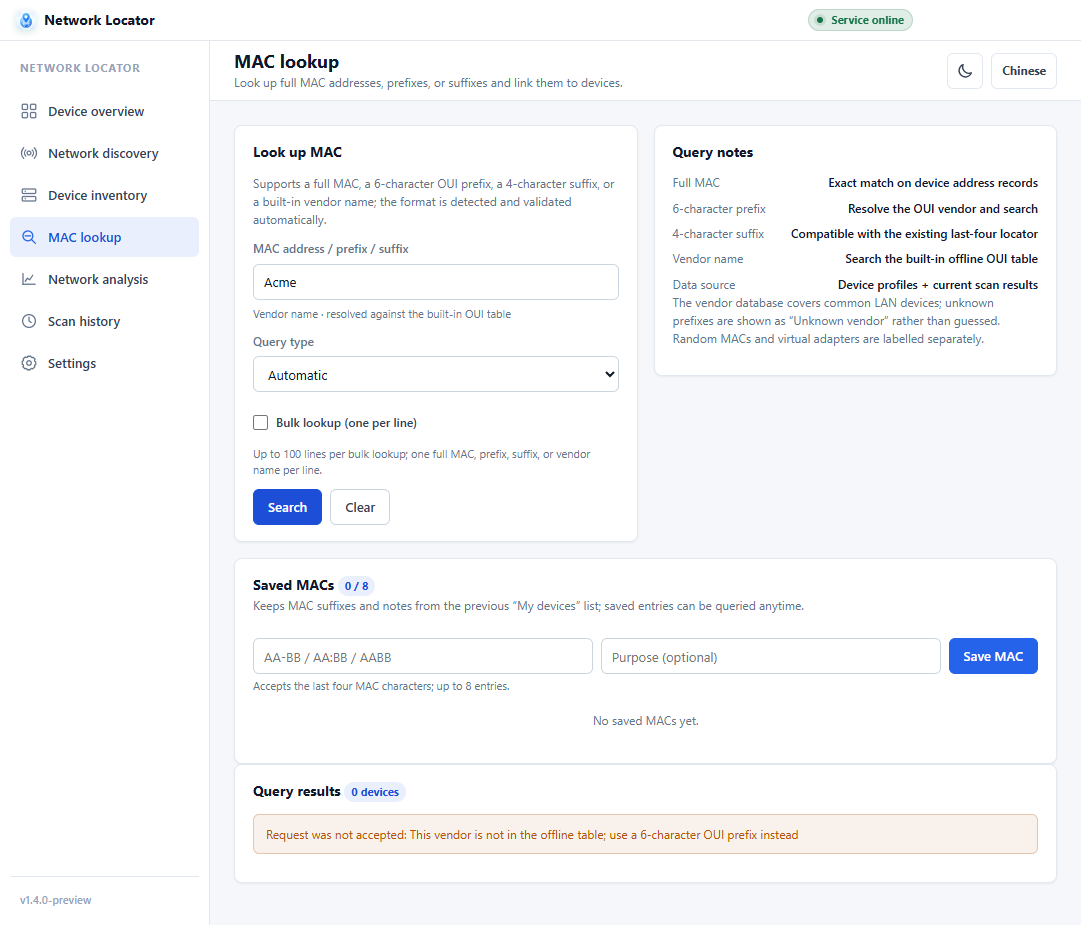 Network Locator
Service online
NETWORK LOCATOR
Device overview
Network discovery
Device inventory
MAC lookup
Network analysis
Scan history
Settings
v1.4.0-preview
MAC lookup
Look up full MAC addresses, prefixes, or suffixes and link them to devices.
Chinese
Look up MAC
Supports a full MAC, a 6-character OUI prefix, a 4-character suffix, or
a built-in vendor name; the format is detected and validated
automatically.
MAC address / prefix / suffix
Acme
Vendor name · resolved against the built-in OUI table
Query type
Automatic
Bulk lookup (one per line)
Up to 100 lines per bulk lookup; one full MAC, prefix, suffix, or vendor
name per line.
Search Clear
Query notes
Full MAC Exact match on device address records
6-character prefix Resolve the OUI vendor and search
4-character suffix Compatible with the existing last-four locator
Vendor name Search the built-in offline OUI table
Data source Device profiles + current scan results
The vendor database covers common LAN devices; unknown
prefixes are shown as “Unknown vendor” rather than guessed.
Random MACs and virtual adapters are labelled separately.
Saved MACs 0 / 8
Keeps MAC suffixes and notes from the previous “My devices” list; saved entries can be queried anytime.
AA-BB / AA:BB / AABB Purpose (optional) Save MAC
Accepts the last four MAC characters; up to 8 entries.
No saved MACs yet.
Query results 0 devices
Request was not accepted: This vendor is not in the offline table; use a 6-character OUI prefix instead